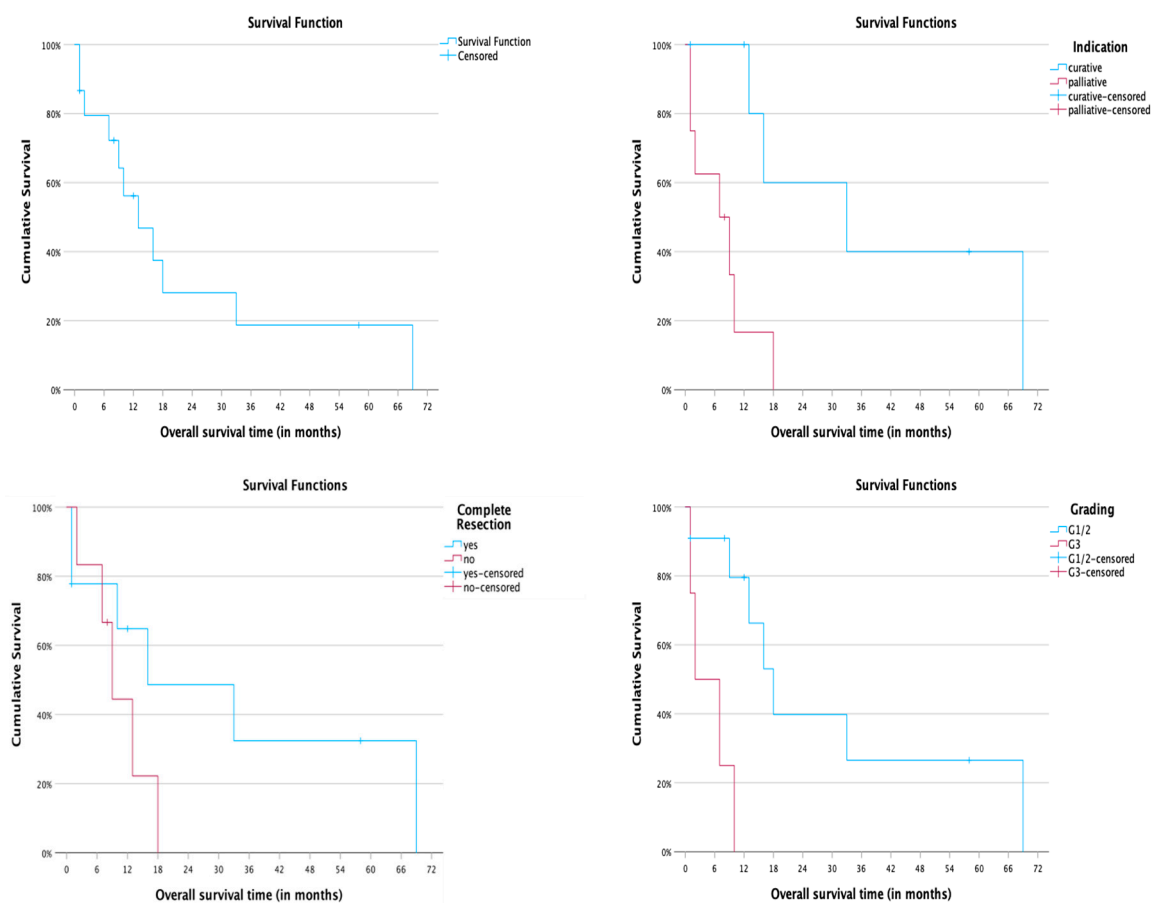 Survival Function
Survival Function
Censored
100%
80%
60%
40%
20%
0%
Cumulative Survival
0 6 12 18 24 30 36 42 48 54 60 66 72
Overall survival time (in months)
Survival Functions
Indication
curative
palliative
curative-censored
palliative-censored
100%
80%
60%
40%
20%
0%
Cumulative Survival
0 6 12 18 24 30 36 42 48 54 60 66 72
Overall survival time (in months)
Survival Functions
Complete
Resection
yes
no
yes-censored
no-censored
100%
80%
60%
40%
20%
0%
Cumulative Survival
0 6 12 18 24 30 36 42 48 54 60 66 72
Overall survival time (in months)
Survival Functions
Grading
G1/2
G3
G1/2-censored
G3-censored
100%
80%
60%
40%
20%
0%
Cumulative Survival
0 6 12 18 24 30 36 42 48 54 60 66 72
Overall survival time (in months)